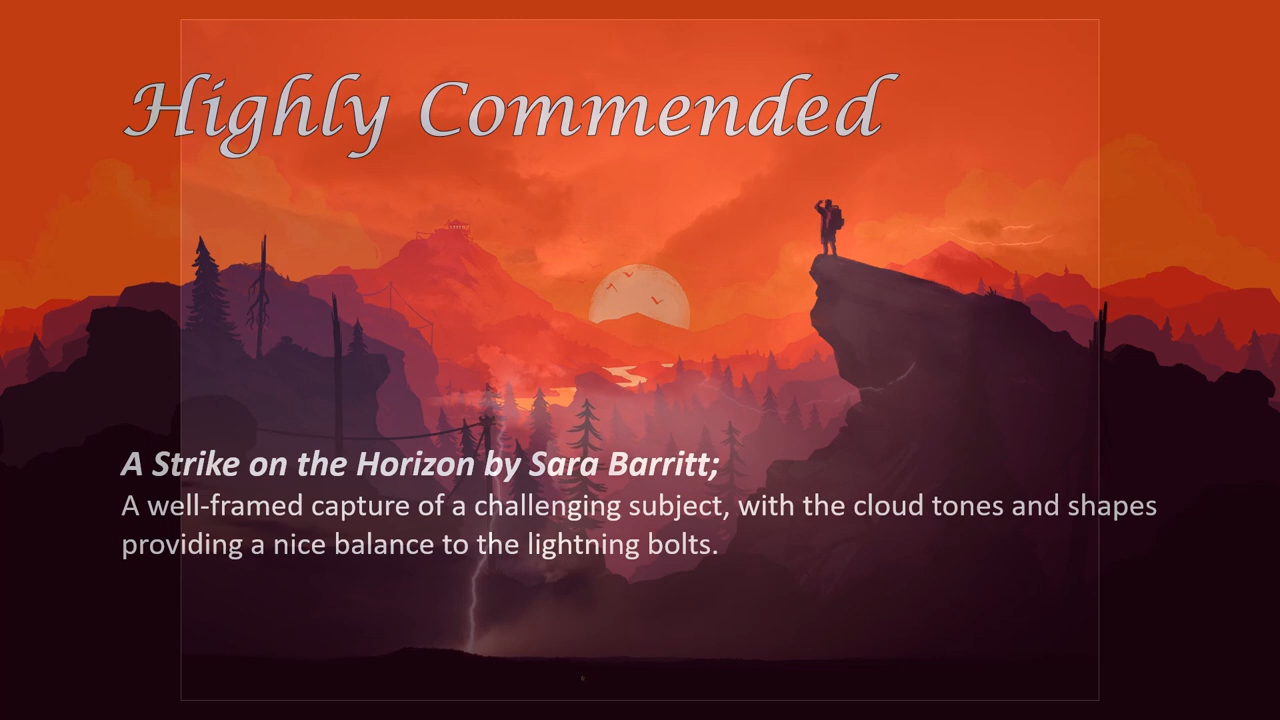 Highly Commended
A Strike on the Horizon by Sara Barritt;
A well-framed capture of a challenging subject, with the cloud tones and shapes
providing a nice balance to the lightning bolts.